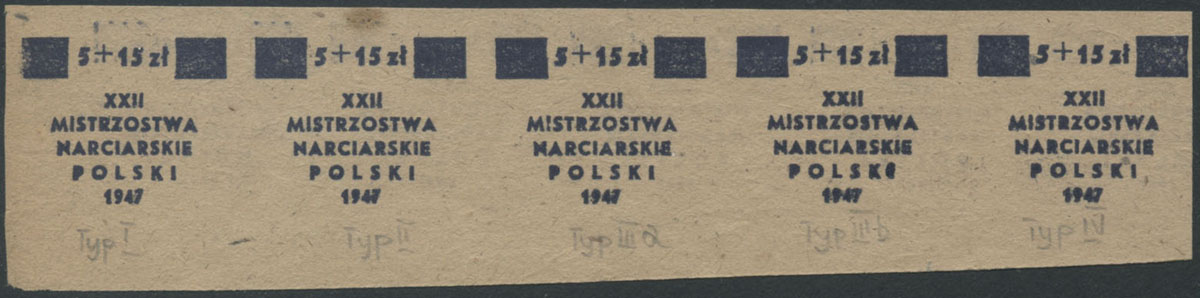 5+15 zł
XXII
MISTRZOSTWA
NARCIARSKIE
POLSKI
1947
Typ I
5+15 zł
XXII
MISTRZOSTWA
NARCIARSKIE
POLSKI
1947
Typ II
5+15 zł
XXII
MISTRZOSTWA
NARCIARSKIE
POLSKI
1947
Typ III a
5+15 zł
XXII
MISTRZOSTWA
NARCIARSKIE
POLSKI
1947
Typ III b
5+15 zł
XXII
MISTRZOSTWA
NARCIARSKIE
POLSKI
1947
Typ IV